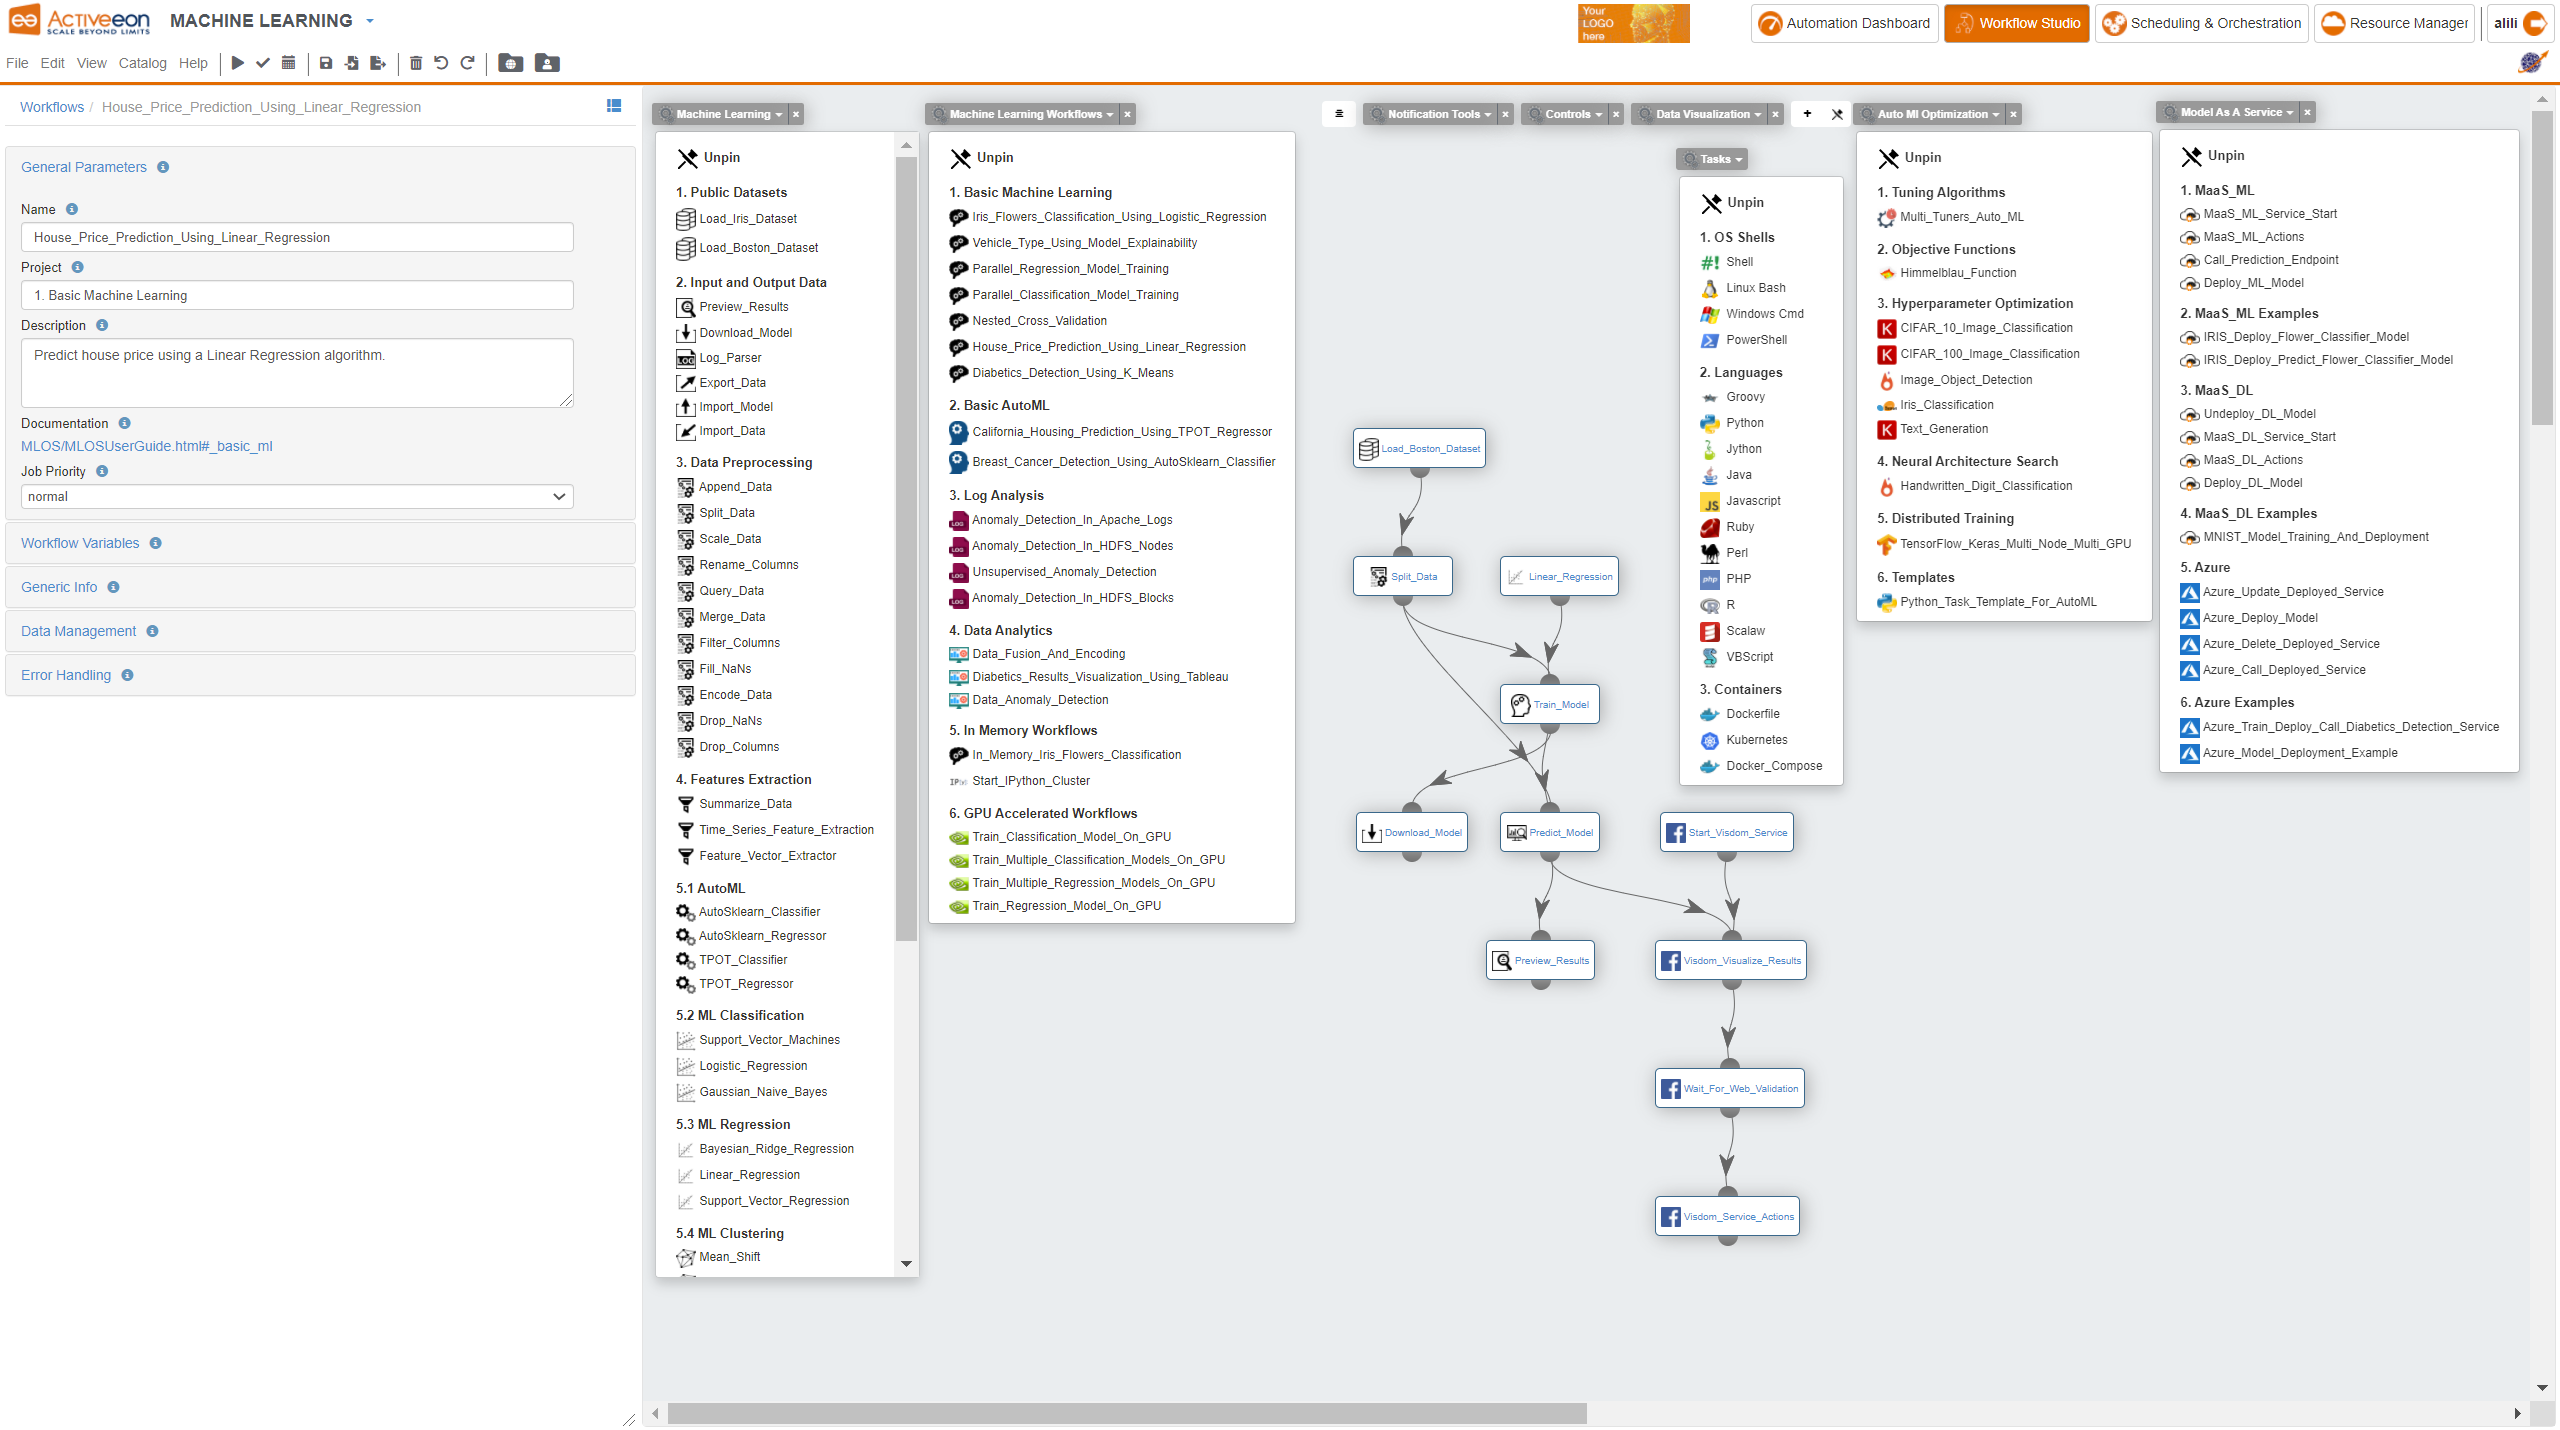 Activeeon
SCALE BEYOND LIMITS
MACHINE LEARNING
Your
LOGO
here
Automation Dashboard
Workflow Studio
Scheduling & Orchestration
Resource Manager
alili
File Edit View Catalog Help
Workflows / House_Price_Prediction_Using_Linear_Regression
General Parameters
Name
House_Price_Prediction_Using_Linear_Regression
Project
1. Basic Machine Learning
Description
Predict house price using a Linear Regression algorithm.
Documentation
MLOS/MLOSUserGuide.html#_basic_ml
Job Priority
normal
Workflow Variables
Generic Info
Data Management
Error Handling
Machine Learning
Unpin
1. Public Datasets
Load_Iris_Dataset
Load_Boston_Dataset
2. Input and Output Data
Preview_Results
Download_Model
Log_Parser
Export_Data
Import_Model
Import_Data
3. Data Preprocessing
Append_Data
Split_Data
Scale_Data
Rename_Columns
Query_Data
Merge_Data
Filter_Columns
Fill_NaNs
Encode_Data
Drop_NaNs
Drop_Columns
4. Features Extraction
Summarize_Data
Time_Series_Feature_Extraction
Feature_Vector_Extractor
5.1 AutoML
AutoSklearn_Classifier
AutoSklearn_Regressor
TPOT_Classifier
TPOT_Regressor
5.2 ML Classification
Support_Vector_Machines
Logistic_Regression
Gaussian_Naive_Bayes
5.3 ML Regression
Bayesian_Ridge_Regression
Linear_Regression
Support_Vector_Regression
5.4 ML Clustering
Mean_Shift
Machine Learning Workflows
Unpin
1. Basic Machine Learning
Iris_Flowers_Classification_Using_Logistic_Regression
Vehicle_Type_Using_Model_Explainability
Parallel_Regression_Model_Training
Parallel_Classification_Model_Training
Nested_Cross_Validation
House_Price_Prediction_Using_Linear_Regression
Diabetics_Detection_Using_K_Means
2. Basic AutoML
California_Housing_Prediction_Using_TPOT_Regressor
Breast_Cancer_Detection_Using_AutoSklearn_Classifier
3. Log Analysis
Anomaly_Detection_In_Apache_Logs
Anomaly_Detection_In_HDFS_Nodes
Unsupervised_Anomaly_Detection
Anomaly_Detection_In_HDFS_Blocks
4. Data Analytics
Data_Fusion_And_Encoding
Diabetics_Results_Visualization_Using_Tableau
Data_Anomaly_Detection
5. In Memory Workflows
In_Memory_Iris_Flowers_Classification
Start_IPython_Cluster
6. GPU Accelerated Workflows
Train_Classification_Model_On_GPU
Train_Multiple_Classification_Models_On_GPU
Train_Multiple_Regression_Models_On_GPU
Train_Regression_Model_On_GPU
Notification Tools
Controls
Data Visualization
Load_Boston_Dataset
Split_Data
Linear_Regression
Train_Model
Download_Model
Predict_Model
Start_Visdom_Service
Preview_Results
Visdom_Visualize_Results
Wait_For_Web_Validation
Visdom_Service_Actions
Tasks
Unpin
1. OS Shells
Shell
Linux Bash
Windows Cmd
PowerShell
2. Languages
Groovy
Python
Jython
Java
Javascript
Ruby
Perl
PHP
R
Scalaw
VBScript
3. Containers
Dockerfile
Kubernetes
Docker_Compose
Auto Ml Optimization
Unpin
1. Tuning Algorithms
Multi_Tuners_Auto_ML
2. Objective Functions
Himmelblau_Function
3. Hyperparameter Optimization
CIFAR_10_Image_Classification
CIFAR_100_Image_Classification
Image_Object_Detection
Iris_Classification
Text_Generation
4. Neural Architecture Search
Handwritten_Digit_Classification
5. Distributed Training
TensorFlow_Keras_Multi_Node_Multi_GPU
6. Templates
Python_Task_Template_For_AutoML
Model As A Service
Unpin
1. MaaS_ML
MaaS_ML_Service_Start
MaaS_ML_Actions
Call_Prediction_Endpoint
Deploy_ML_Model
2. MaaS_ML Examples
IRIS_Deploy_Flower_Classifier_Model
IRIS_Deploy_Predict_Flower_Classifier_Model
3. MaaS_DL
Undeploy_DL_Model
MaaS_DL_Service_Start
MaaS_DL_Actions
Deploy_DL_Model
4. MaaS_DL Examples
MNIST_Model_Training_And_Deployment
5. Azure
Azure_Update_Deployed_Service
Azure_Deploy_Model
Azure_Delete_Deployed_Service
Azure_Call_Deployed_Service
6. Azure Examples
Azure_Train_Deploy_Call_Diabetics_Detection_Service
Azure_Model_Deployment_Example